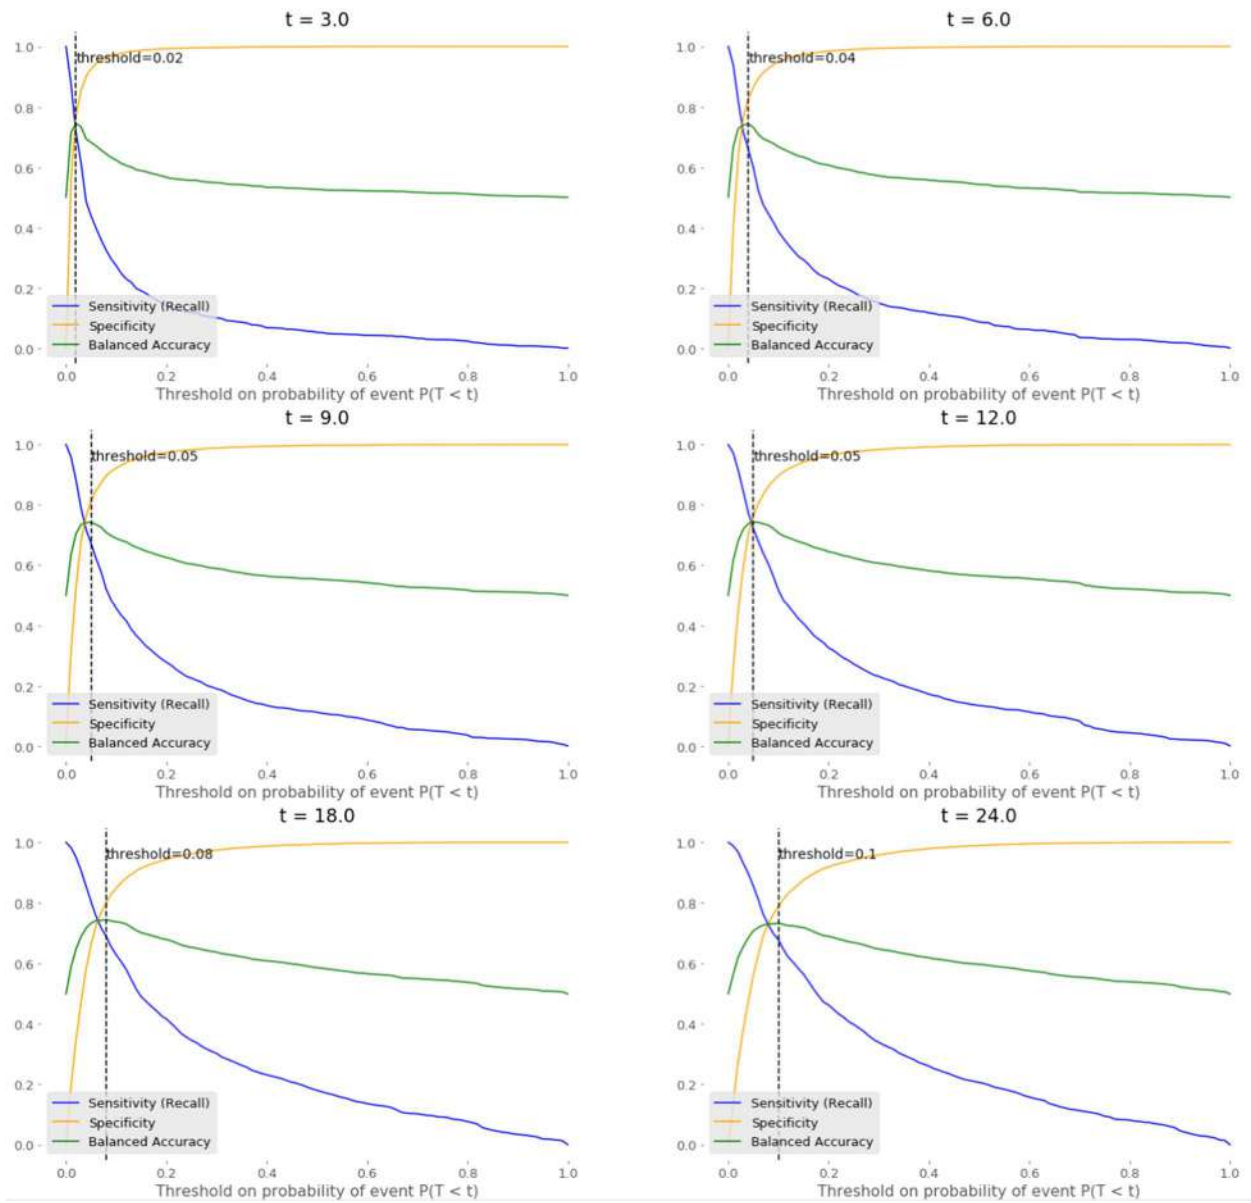 t = 3.0
threshold=0.02
1.0
0.8
0.6
0.4
0.2
0.0
Sensitivity (Recall)
Specificity
Balanced Accuracy
0.0 0.2 0.4 0.6 0.8 1.0
Threshold on probability of event P(T < t)
t = 6.0
threshold=0.04
1.0
0.8
0.6
0.4
0.2
0.0
Sensitivity (Recall)
Specificity
Balanced Accuracy
0.0 0.2 0.4 0.6 0.8 1.0
Threshold on probability of event P(T < t)
t = 9.0
threshold=0.05
1.0
0.8
0.6
0.4
0.2
0.0
Sensitivity (Recall)
Specificity
Balanced Accuracy
0.0 0.2 0.4 0.6 0.8 1.0
Threshold on probability of event P(T < t)
t = 12.0
threshold=0.05
1.0
0.8
0.6
0.4
0.2
0.0
Sensitivity (Recall)
Specificity
Balanced Accuracy
0.0 0.2 0.4 0.6 0.8 1.0
Threshold on probability of event P(T < t)
t = 18.0
threshold=0.08
1.0
0.8
0.6
0.4
0.2
0.0
Sensitivity (Recall)
Specificity
Balanced Accuracy
0.0 0.2 0.4 0.6 0.8 1.0
Threshold on probability of event P(T < t)
t = 24.0
threshold=0.1
1.0
0.8
0.6
0.4
0.2
0.0
Sensitivity (Recall)
Specificity
Balanced Accuracy
0.0 0.2 0.4 0.6 0.8 1.0
Threshold on probability of event P(T < t)